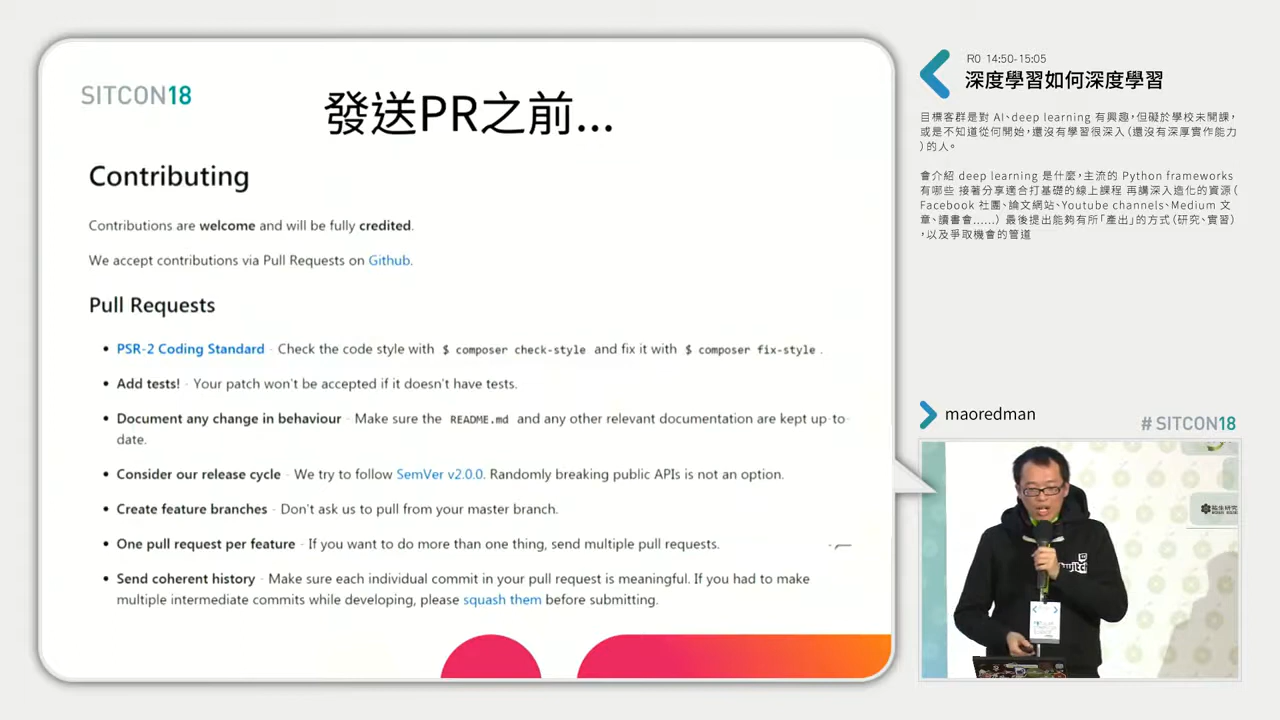 SITCON18
發送PR之前...
Contributing
Contributions are welcome and will be fully credited.
We accept contributions via Pull Requests on Github.
Pull Requests
• PSR-2 Coding Standard - Check the code style with $ composer check-style and fix it with $ composer fix-style .
• Add tests! - Your patch won't be accepted if it doesn't have tests.
• Document any change in behaviour - Make sure the README.md and any other relevant documentation are kept up-to-
date.
• Consider our release cycle - We try to follow SemVer v2.0.0. Randomly breaking public APIs is not an option.
• Create feature branches - Don't ask us to pull from your master branch.
• One pull request per feature - If you want to do more than one thing, send multiple pull requests.
• Send coherent history - Make sure each individual commit in your pull request is meaningful. If you had to make
multiple intermediate commits while developing, please squash them before submitting.
R0 14:50-15:05
深度學習如何深度學習
目標客群是對 AI、deep learning 有興趣，但礙於學校未開課，
或是不知道從何開始，還沒有學習很深入（還沒有深厚實作能力
）的人。
會介紹 deep learning 是什麼，主流的 Python frameworks
有哪些 接著分享適合打基礎的線上課程 再講深入造化的資源（
Facebook 社團、論文網站、Youtube channels、Medium 文
章、讀書會......） 最後提出能夠有所「產出」的方式（研究、實習）
，以及爭取機會的管道
maoredman
# SITCON18